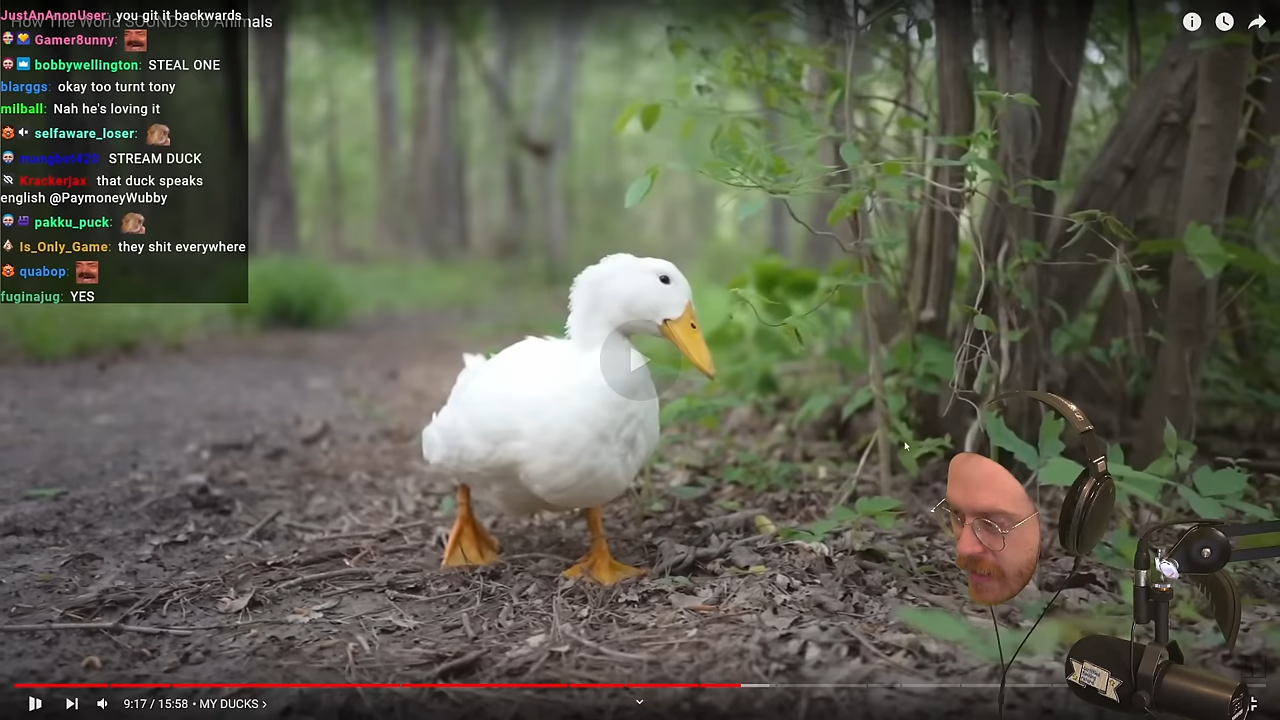 How The World SOUNDS To Animals
JustAnAnonUser: you git it backwards
Gamer8unny:
bobbywellington: STEAL ONE
blarggs: okay too turnt tony
milball: Nah he's loving it
selfaware_loser:
STREAM DUCK
Krackerjax that duck speaks
english @PaymoneyWubby
pakku_puck:
Is_Only_Game: they shit everywhere
quabop:
fuginajug: YES
9:17 / 15:58 • MY DUCKS ›